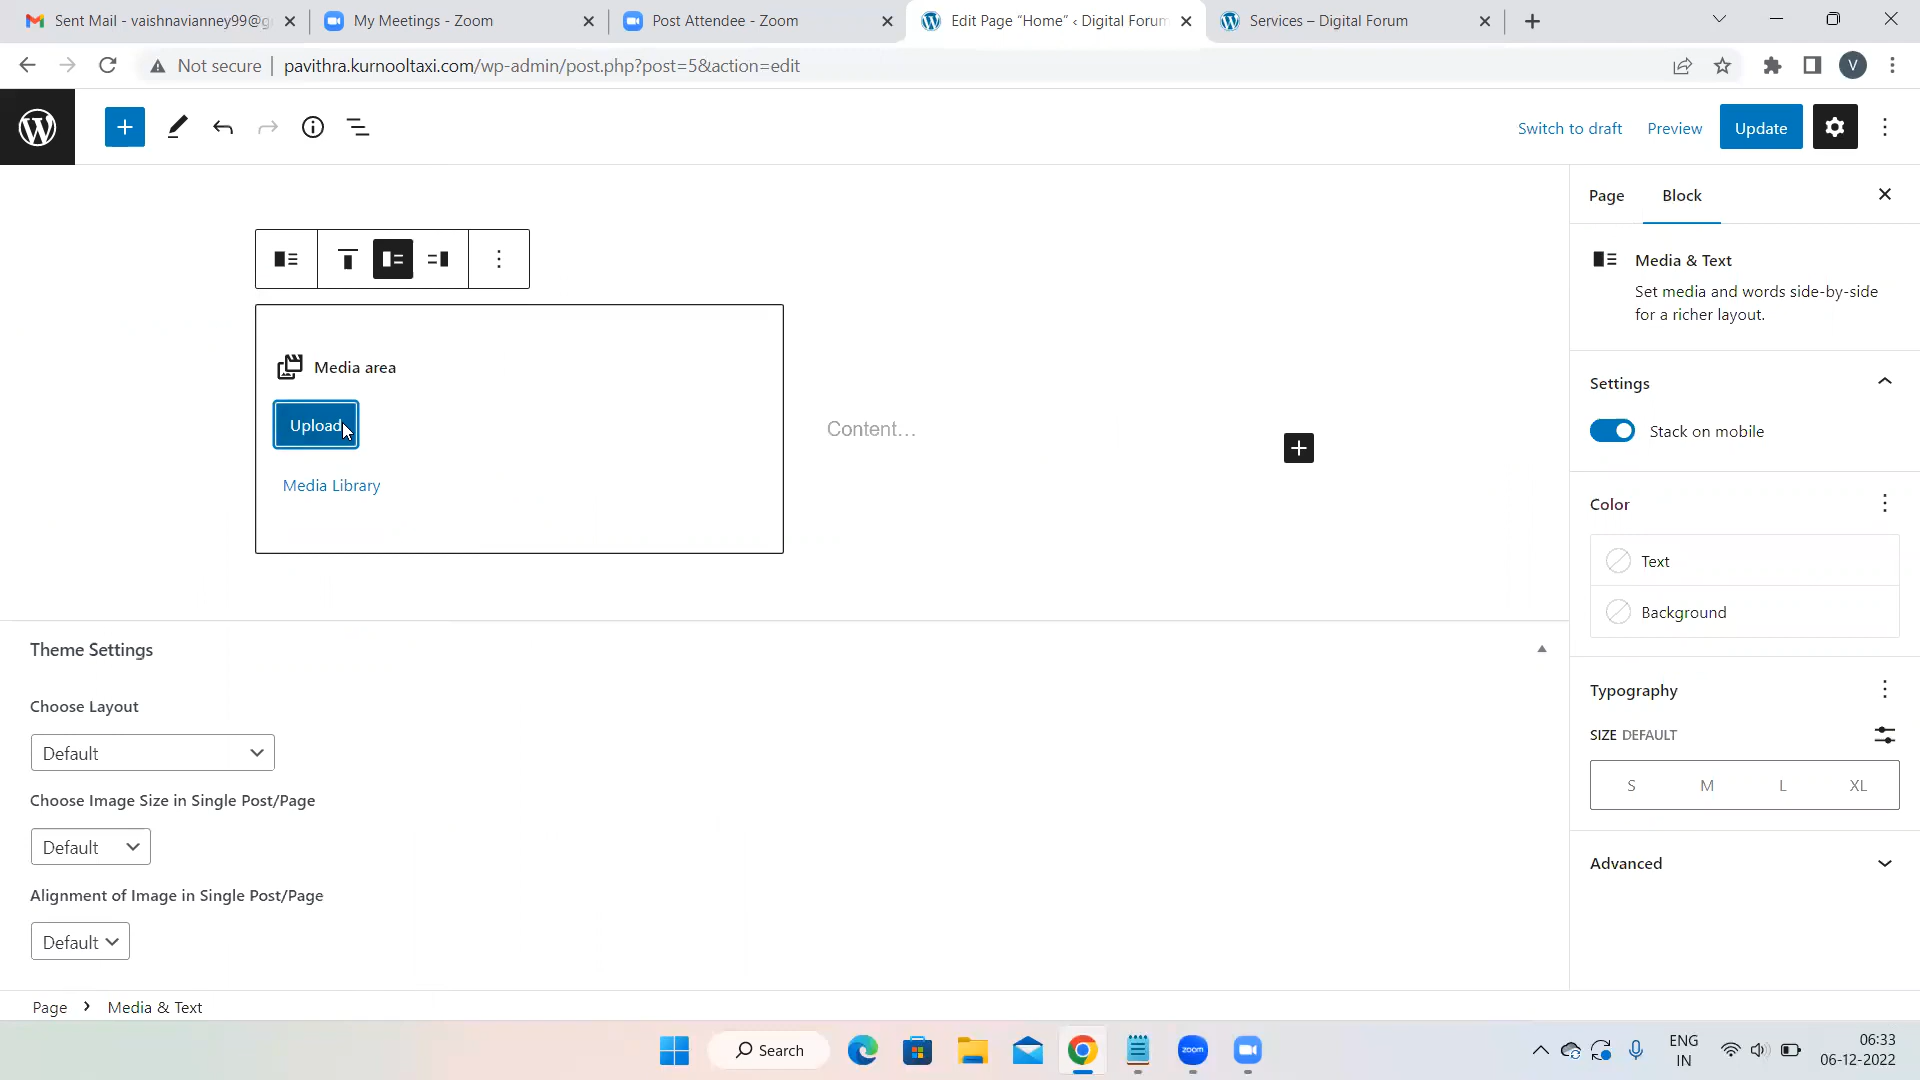 Sent Mail - vaishnavianney99@g
My Meetings - Zoom
Post Attendee - Zoom
Edit Page “Home” ‹ Digital Forum
Services – Digital Forum
Not secure
pavithra.kurnooltaxi.com/wp-admin/post.php?post=5&action=edit
V
Switch to draft
Preview
Update
Page
Block
Media & Text
Set media and words side-by-side
for a richer layout.
Media area
Upload
Media Library
Content…
Settings
Stack on mobile
Color
Text
Background
Typography
SIZE DEFAULT
S M L XL
Advanced
Theme Settings
Choose Layout
Default
Choose Image Size in Single Post/Page
Default
Alignment of Image in Single Post/Page
Default
Page
Media & Text
Search
zoom
ENG
IN
06:33
06-12-2022